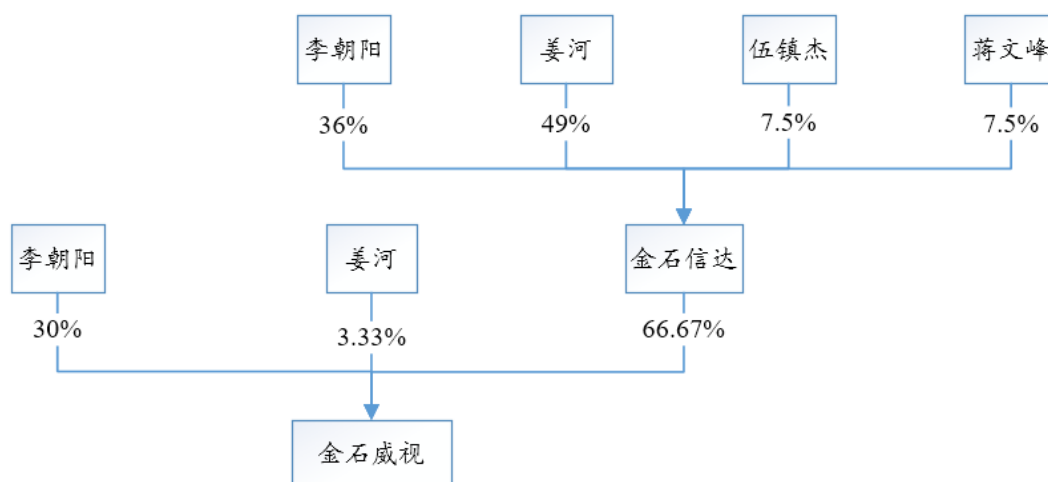 李朝阳
姜河
伍镇杰
蒋文峰
36%
49%
7.5%
7.5%
李朝阳
姜河
金石信达
30%
3.33%
66.67%
金石威视